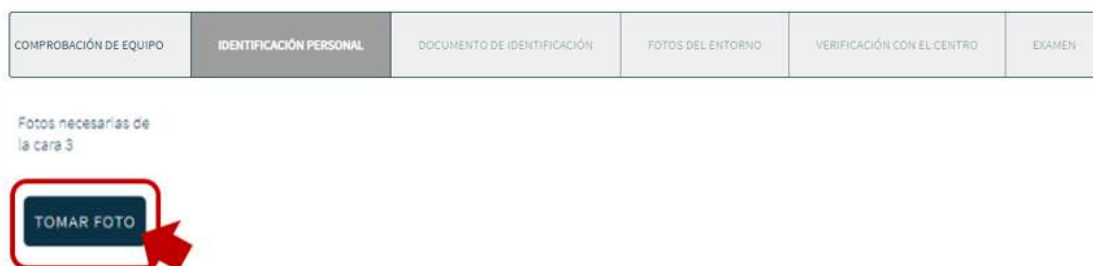 COMPROBACIÓN DE EQUIPO
IDENTIFICACIÓN PERSONAL
DOCUMENTO DE IDENTIFICACIÓN
FOTOS DEL ENTORNO
VERIFICACIÓN CON EL CENTRO
EXAMEN
Fotos necesarias de
la cara 3
TOMAR FOTO